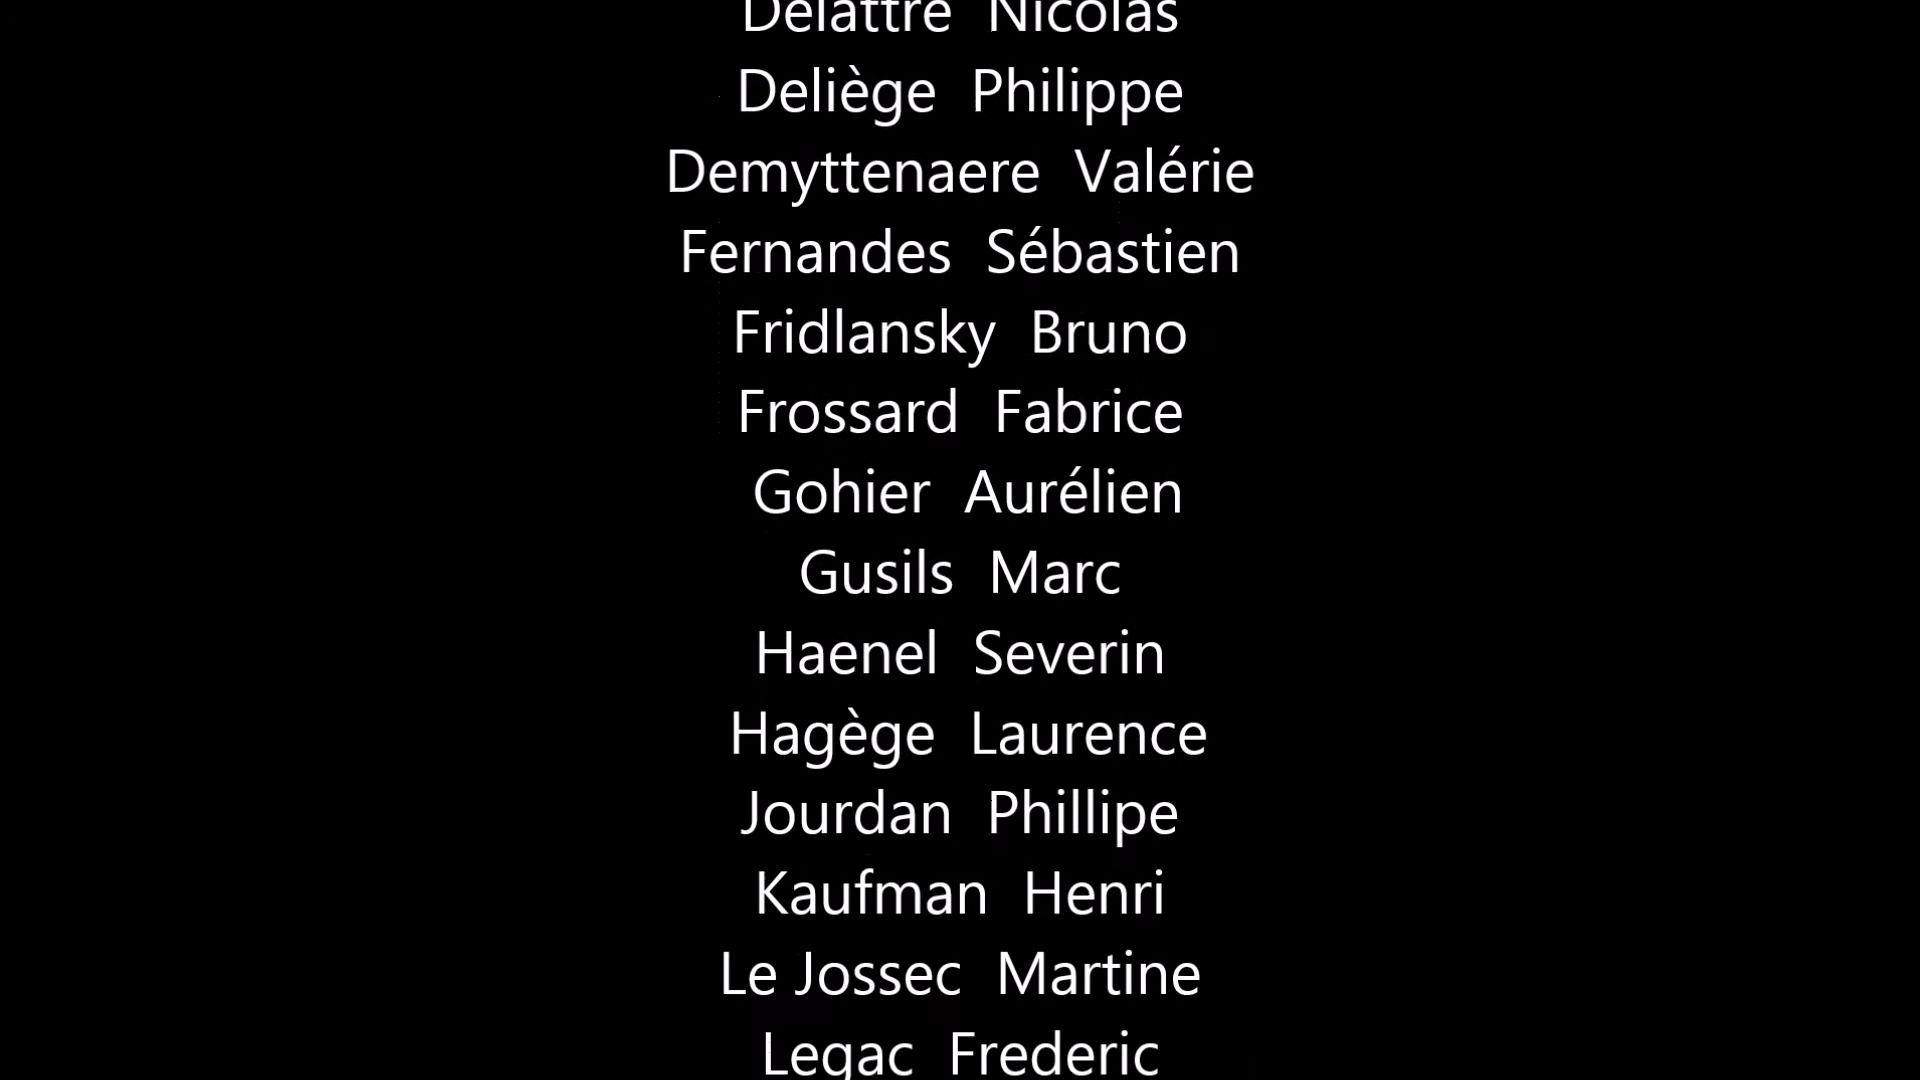 Delattre Nicolas
Deliège Philippe
Demyttenaere Valérie
Fernandes Sébastien
Fridlansky Bruno
Frossard Fabrice
Gohier Aurélien
Gusils Marc
Haenel Severin
Hagège Laurence
Jourdan Phillipe
Kaufman Henri
Le Jossec Martine
Legac Frederic